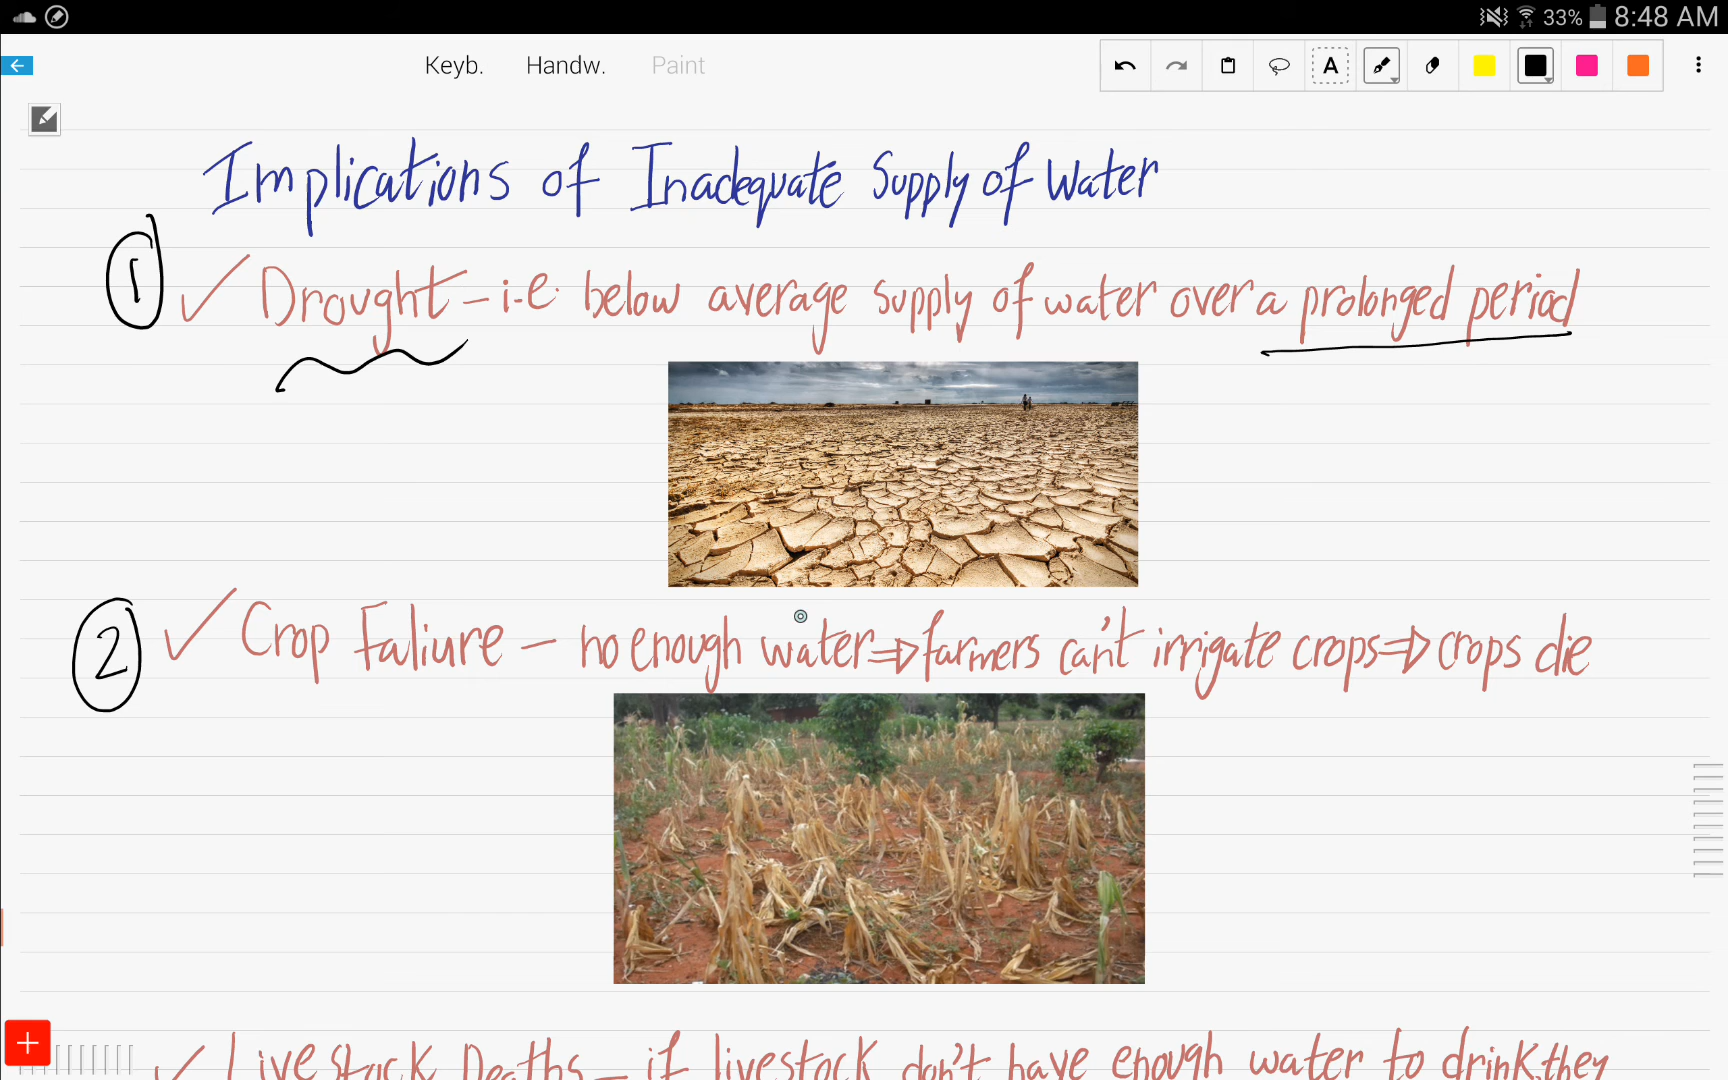 33% 8:48 AM
Keyb. Handw. Paint A
Implications of Inadequate Supply of Water
1 ✓ Drought – i.e. below average supply of water over a prolonged period
2 ✓ Crop Faliure – no enough water ⇒ farmers can't irrigate crops ⇒ crops die
✓ Livestock Deaths – if livestock don't have enough water to drink, they